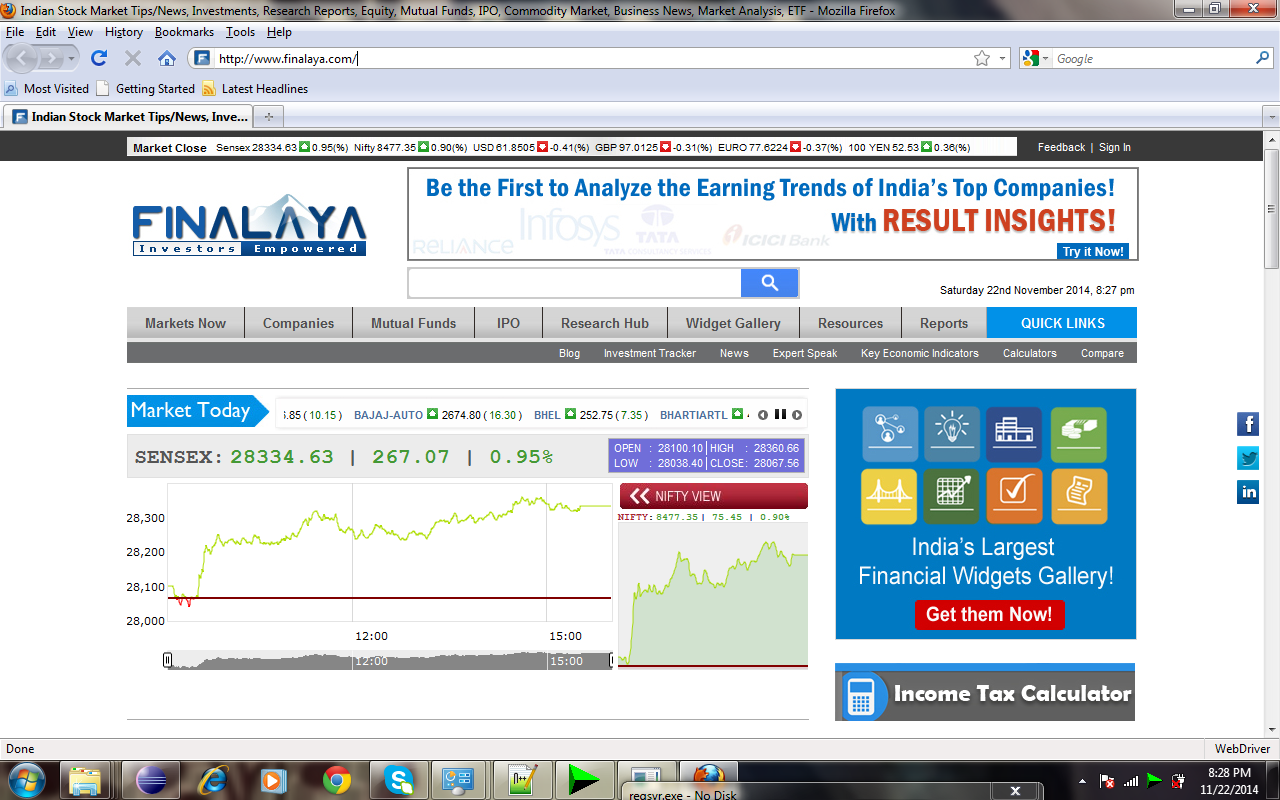 Indian Stock Market Tips/News, Investments, Research Reports, Equity, Mutual Funds, IPO, Commodity Market, Business News, Market Analysis, ETF - Mozilla Firefox
File Edit View History Bookmarks Tools Help
http://www.finalaya.com/
Google
Most Visited Getting Started Latest Headlines
Indian Stock Market Tips/News, Inve...
Market Close Sensex 28334.63 0.95(%) Nifty 8477.35 0.90(%) USD 61.8505 -0.41(%) GBP 97.0125 -0.31(%) EURO 77.6224 -0.37(%) 100 YEN 52.53 0.36(%)
Feedback | Sign In
FINALAYA
Investors Empowered
Be the First to Analyze the Earning Trends of India's Top Companies!
With RESULT INSIGHTS!
RELIANCE Infosys TATA ICICI Bank
TATA CONSULTANCY SERVICES
Try it Now!
Saturday 22nd November 2014, 8:27 pm
Markets Now Companies Mutual Funds IPO Research Hub Widget Gallery Resources Reports QUICK LINKS
Blog Investment Tracker News Expert Speak Key Economic Indicators Calculators Compare
Market Today
.85 ( 10.15 ) BAJAJ-AUTO 2674.80 ( 16.30 ) BHEL 252.75 ( 7.35 ) BHARTIARTL
SENSEX: 28334.63 | 267.07 | 0.95%
OPEN : 28100.10 HIGH : 28360.66
LOW : 28038.40 CLOSE: 28067.56
28,300
28,200
28,100
28,000
12:00 15:00
12:00 15:00
NIFTY VIEW
NIFTY: 8477.35 | 75.45 | 0.90%
India's Largest
Financial Widgets Gallery!
Get them Now!
Income Tax Calculator
Done
WebDriver
regsvr.exe - No Disk
8:28 PM
11/22/2014